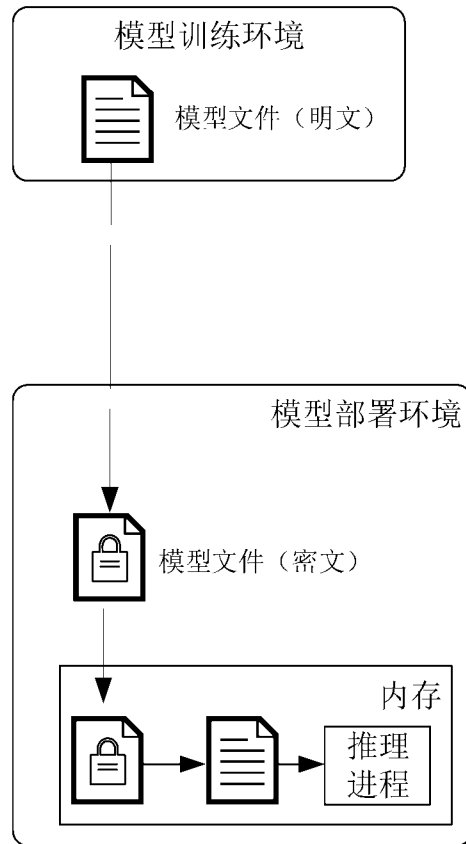 模型训练环境
模型文件（明文）
模型部署环境
模型文件（密文）
内存
推理
进程